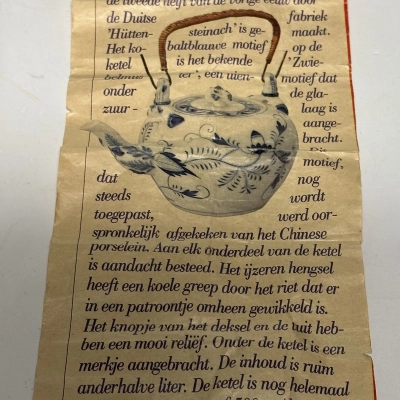 de tweede helft van de vorige eeuw door
de Duitse fabriek
'Hütten- steinach' is ge- maakt.
Het ko- baltblauwe motief op de
ketel is het bekende 'Zwie-
ter', een uien- motief dat
onder de gla-
zuur - laag is
aange-
bracht.
Dit
motief,
dat nog
steeds wordt
toegepast, werd oor-
spronkelijk afgekeken van het Chinese
porselein. Aan elk onderdeel van de ketel
is aandacht besteed. Het ijzeren hengsel
heeft een koele greep door het riet dat er
in een patroontje omheen gewikkeld is.
Het knopje van het deksel en de tuit heb-
ben een mooi reliëf. Onder de ketel is een
merkje aangebracht. De inhoud is ruim
anderhalve liter. De ketel is nog helemaal